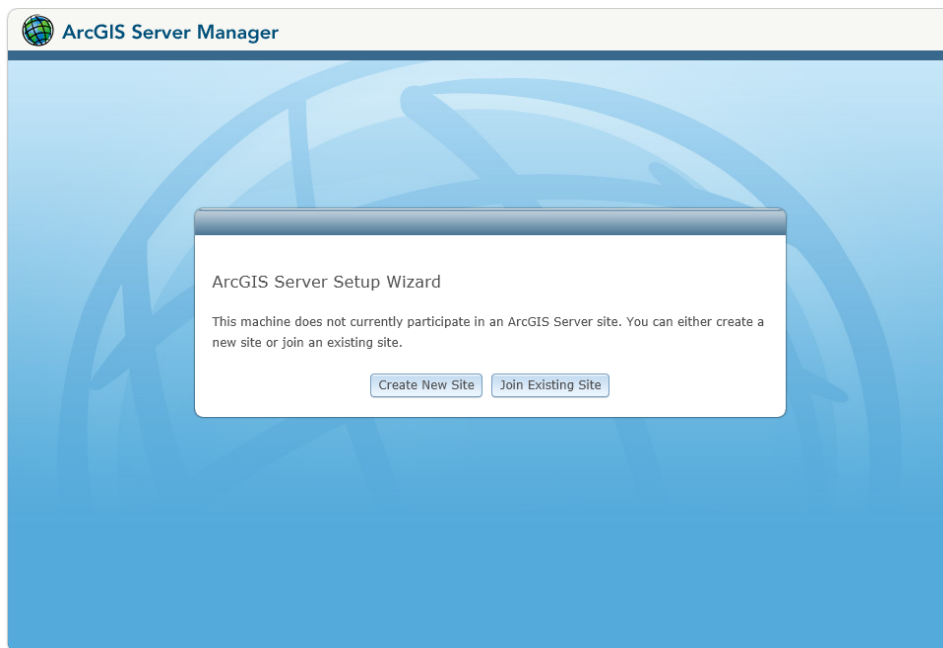 ArcGIS Server Manager
ArcGIS Server Setup Wizard
This machine does not currently participate in an ArcGIS Server site. You can either create a
new site or join an existing site.
Create New Site Join Existing Site